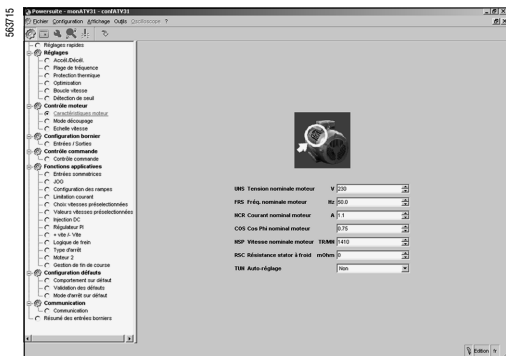 563715
Powersuite - monATV31 - confATV31
Fichier Configuration Affichage Outils Oscilloscope ?
Réglages rapides
Réglages
Accél./Décél.
Plage de fréquence
Protection thermique
Optimisation
Boucle vitesse
Détection de seuil
Contrôle moteur
Caractéristiques moteur
Mode découpage
Echelle vitesse
Configuration bornier
Entrées / Sorties
Contrôle commande
Contrôle commande
Fonctions applicatives
Entrées sommatrices
JOG
Configuration des rampes
Limitation courant
Choix vitesses présélectionnées
Valeurs vitesses présélectionnées
Injection DC
Régulateur PI
+ vite /- Vite
Logique de frein
Type d'arrêt
Moteur 2
Gestion de fin de course
Configuration défauts
Comportement sur défaut
Validation des défauts
Mode d'arrêt sur défaut
Communication
Communication
Résumé des entrées borniers
UNS Tension nominale moteur V 230
FRS Fréq. nominale moteur Hz 50.0
NCR Courant nominal moteur A 1.1
COS Cos Phi nominal moteur 0.75
NSP Vitesse nominale moteur TR/MN 1410
RSC Résistance stator à froid mOhm 0
TUN Auto-réglage Non
Edition fr